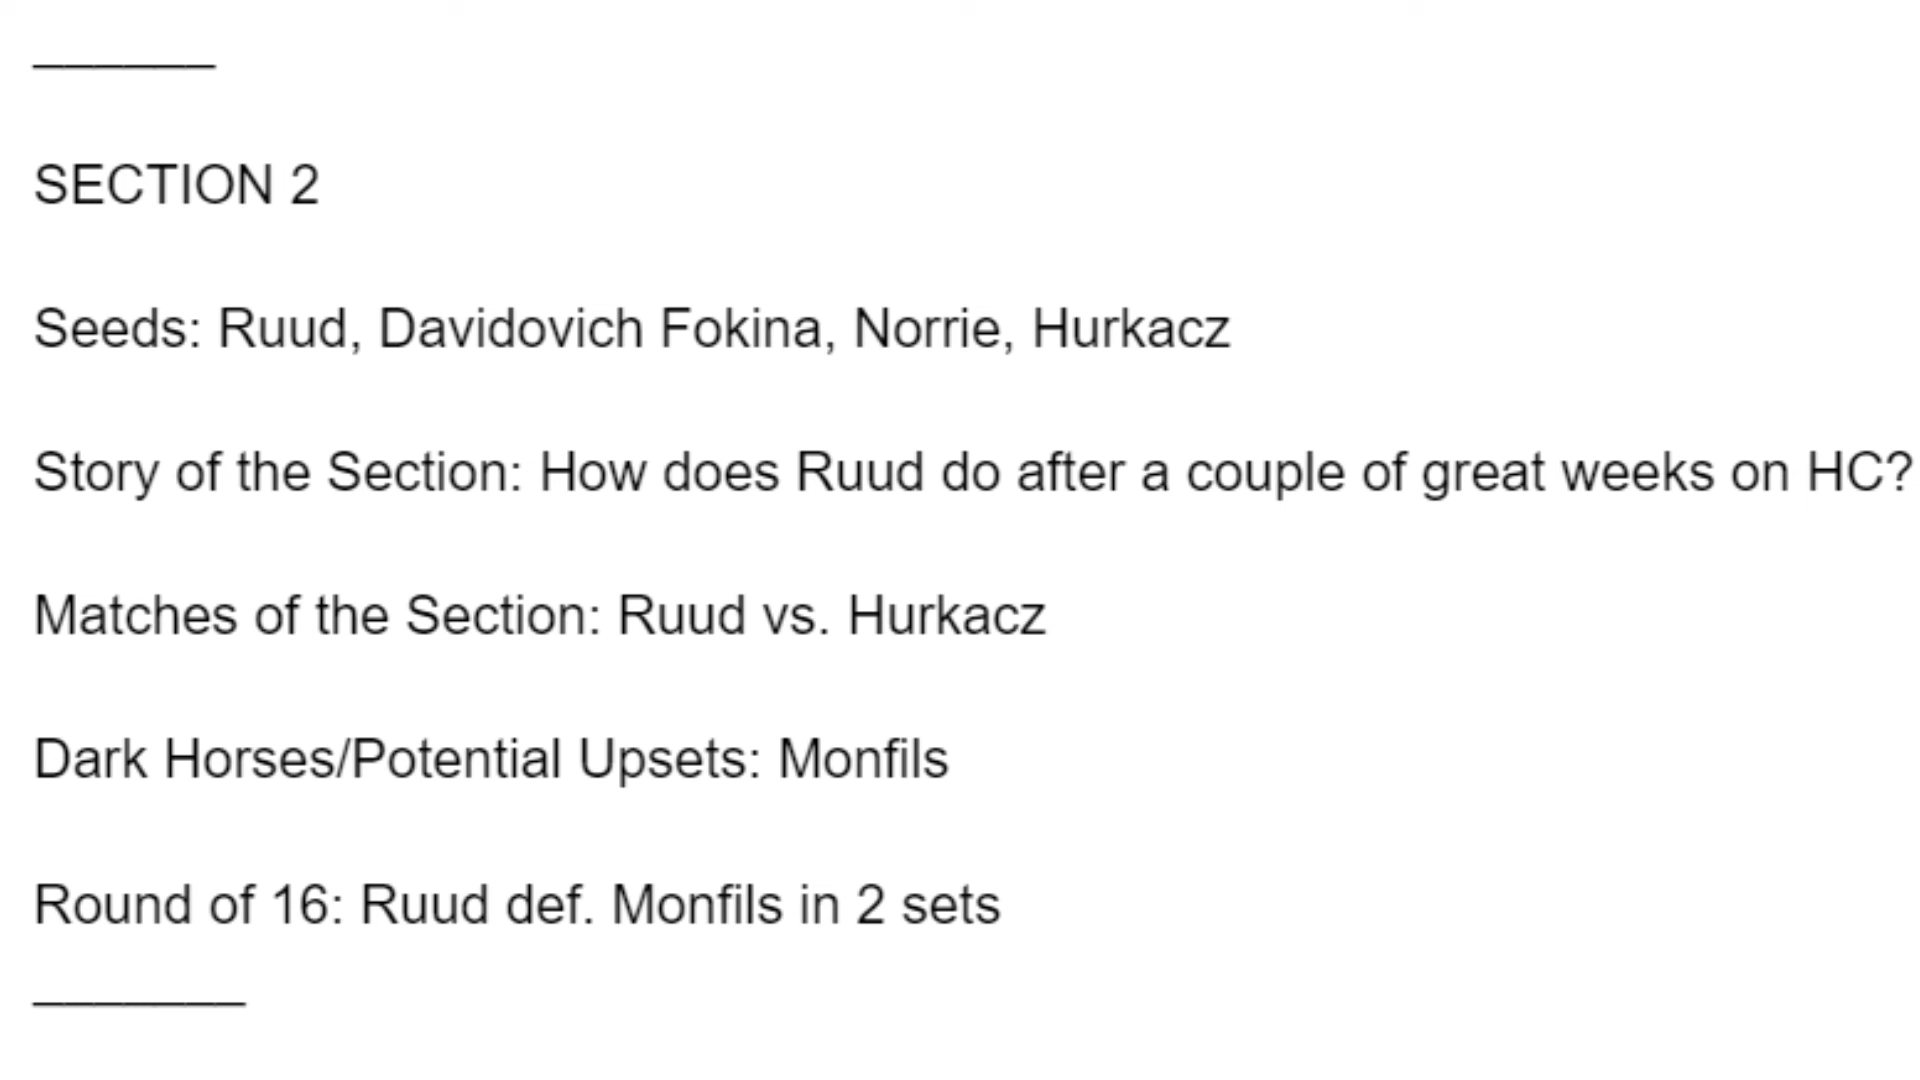 ______
SECTION 2
Seeds: Ruud, Davidovich Fokina, Norrie, Hurkacz
Story of the Section: How does Ruud do after a couple of great weeks on HC?
Matches of the Section: Ruud vs. Hurkacz
Dark Horses/Potential Upsets: Monfils
Round of 16: Ruud def. Monfils in 2 sets
_______